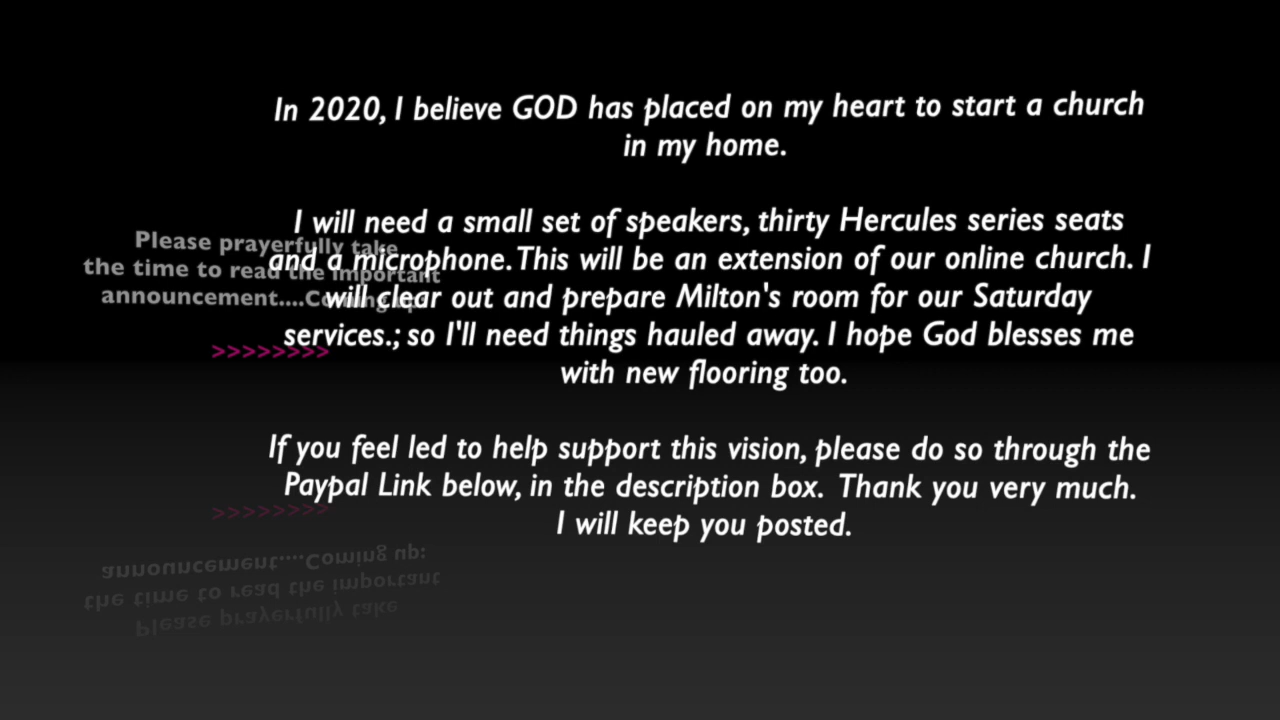 In 2020, I believe GOD has placed on my heart to start a church
in my home.
I will need a small set of speakers, thirty Hercules series seats
and a microphone. This will be an extension of our online church. I
will clear out and prepare Milton's room for our Saturday
services.; so I'll need things hauled away. I hope God blesses me
with new flooring too.
If you feel led to help support this vision, please do so through the
Paypal Link below, in the description box. Thank you very much.
I will keep you posted.
Please prayerfully take
the time to read the important
announcement....Coming up:
>>>>>>>>
>>>>>>>>
announcement....Coming up:
the time to read the important
Please prayerfully take